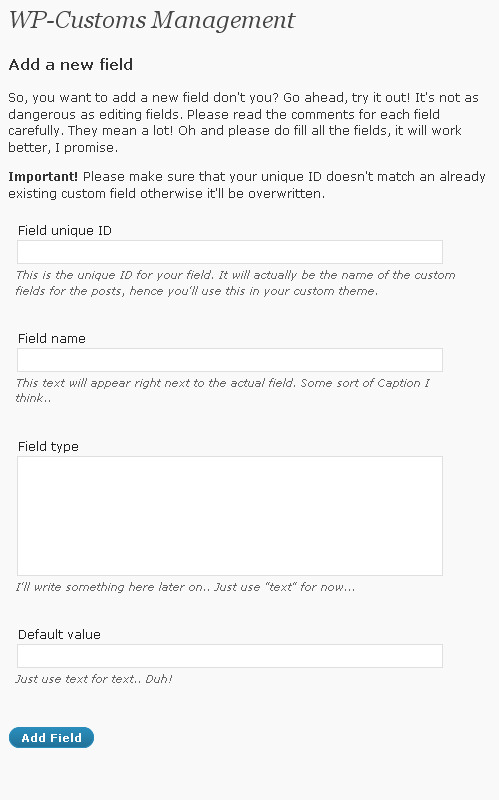 WP-Customs Management
Add a new field
So, you want to add a new field don't you? Go ahead, try it out! It's not as
dangerous as editing fields. Please read the comments for each field
carefully. They mean a lot! Oh and please do fill all the fields, it will work
better, I promise.
Important! Please make sure that your unique ID doesn't match an already
existing custom field otherwise it'll be overwritten.
Field unique ID
This is the unique ID for your field. It will actually be the name of the custom
fields for the posts, hence you'll use this in your custom theme.
Field name
This text will appear right next to the actual field. Some sort of Caption I
think..
Field type
I'll write something here later on.. Just use "text" for now...
Default value
Just use text for text.. Duh!
Add Field